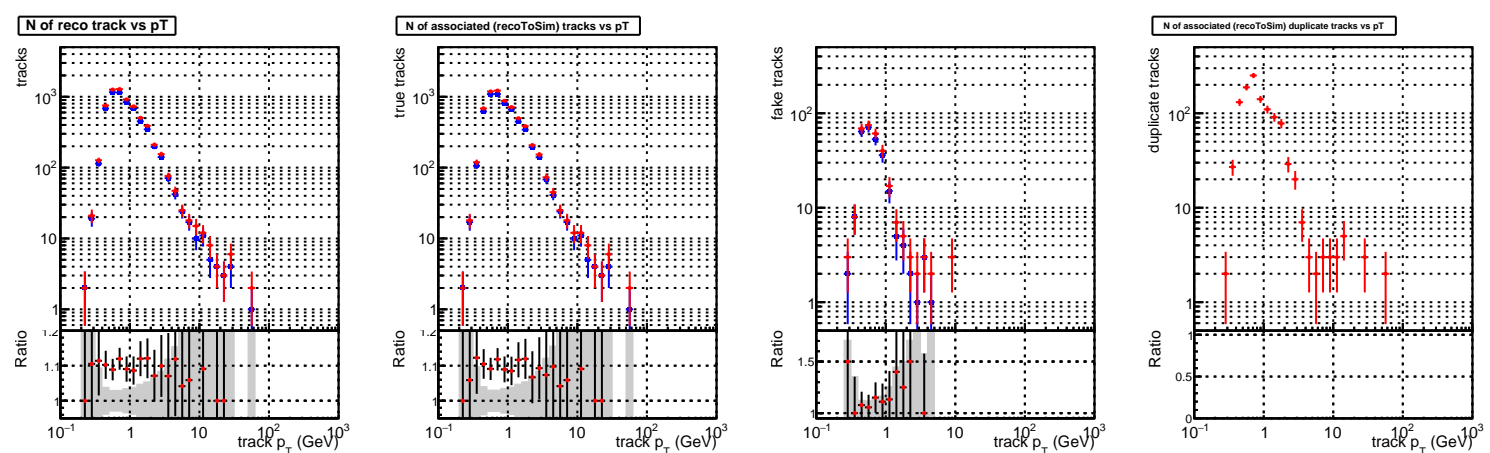 N of reco track vs pT
tracks
10³
10²
10
1
Ratio
1.2
1.1
1
10⁻¹ 1 10 10² 10³
track p_T (GeV)
N of associated (recoToSim) tracks vs pT
true tracks
10³
10²
10
1
Ratio
1.2
1.1
1
10⁻¹ 1 10 10² 10³
track p_T (GeV)
fake tracks
10²
10
1
Ratio
1.5
1
10⁻¹ 1 10 10² 10³
track p_T (GeV)
N of associated (recoToSim) duplicate tracks vs pT
duplicate tracks
10²
10
1
Ratio
1
0.5
0
10⁻¹ 1 10 10² 10³
track p_T (GeV)